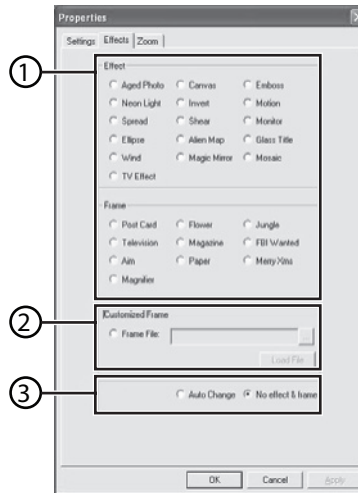 Properties
Settings Effects Zoom
1
Effect
Aged Photo Canvas Emboss
Neon Light Invert Motion
Spread Shear Monitor
Ellipse Alien Map Glass Title
Wind Magic Mirror Mosaic
TV Effect
Frame
Post Card Flower Jungle
Television Magazine FBI Wanted
Aim Paper Merry Xms
Magnifier
2
Customized Frame
Frame File: ...
Load File
3
Auto Change No effect & frame
OK Cancel Apply